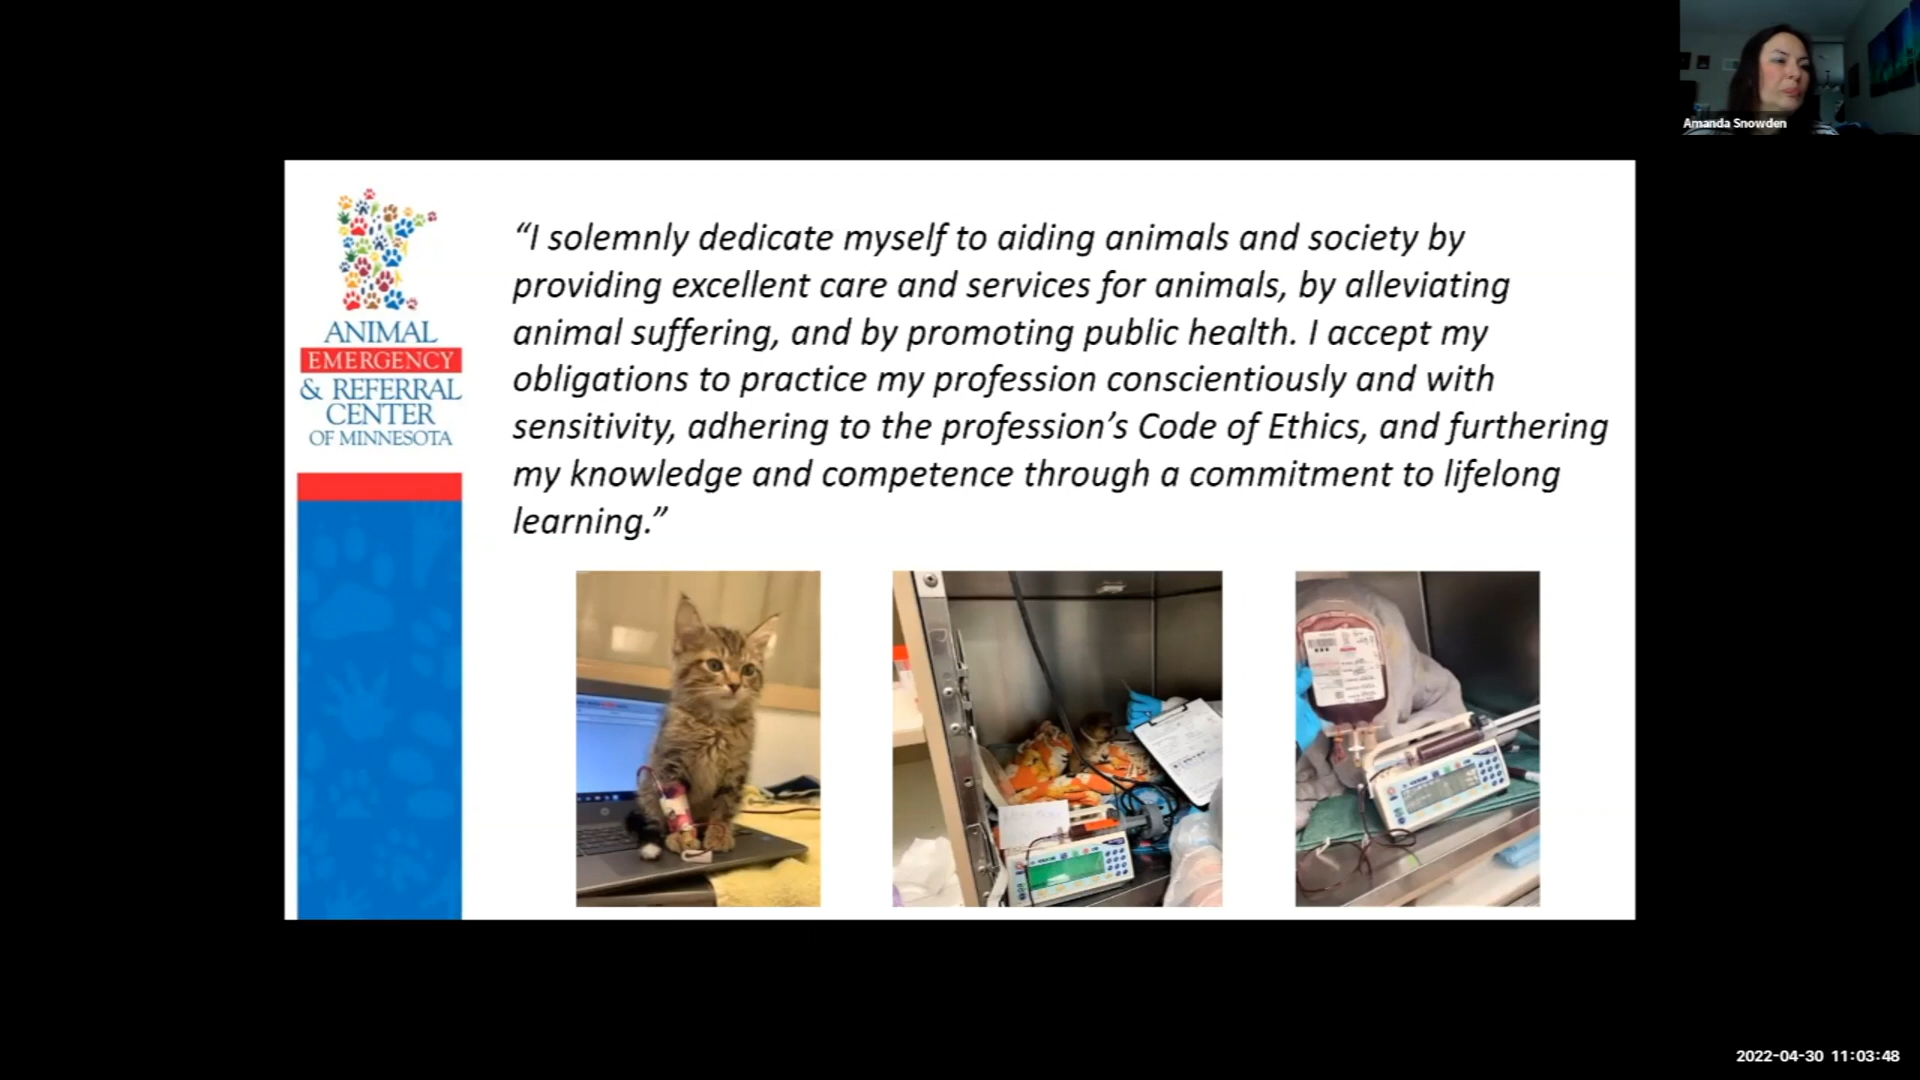 Amanda Snowden
ANIMAL
EMERGENCY
& REFERRAL
CENTER
OF MINNESOTA
“I solemnly dedicate myself to aiding animals and society by
providing excellent care and services for animals, by alleviating
animal suffering, and by promoting public health. I accept my
obligations to practice my profession conscientiously and with
sensitivity, adhering to the profession’s Code of Ethics, and furthering
my knowledge and competence through a commitment to lifelong
learning.”
2022-04-30 11:03:48